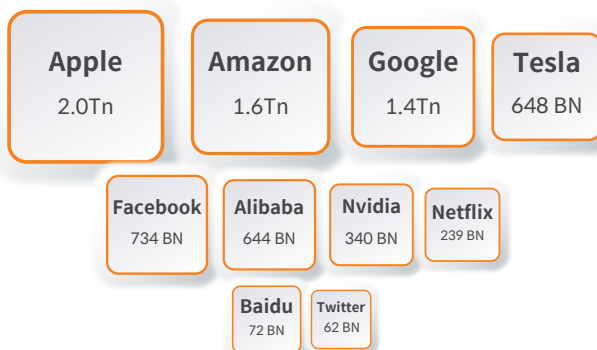 Apple
2.0Tn
Amazon
1.6Tn
Google
1.4Tn
Tesla
648 BN
Facebook
734 BN
Alibaba
644 BN
Nvidia
340 BN
Netflix
239 BN
Baidu
72 BN
Twitter
62 BN